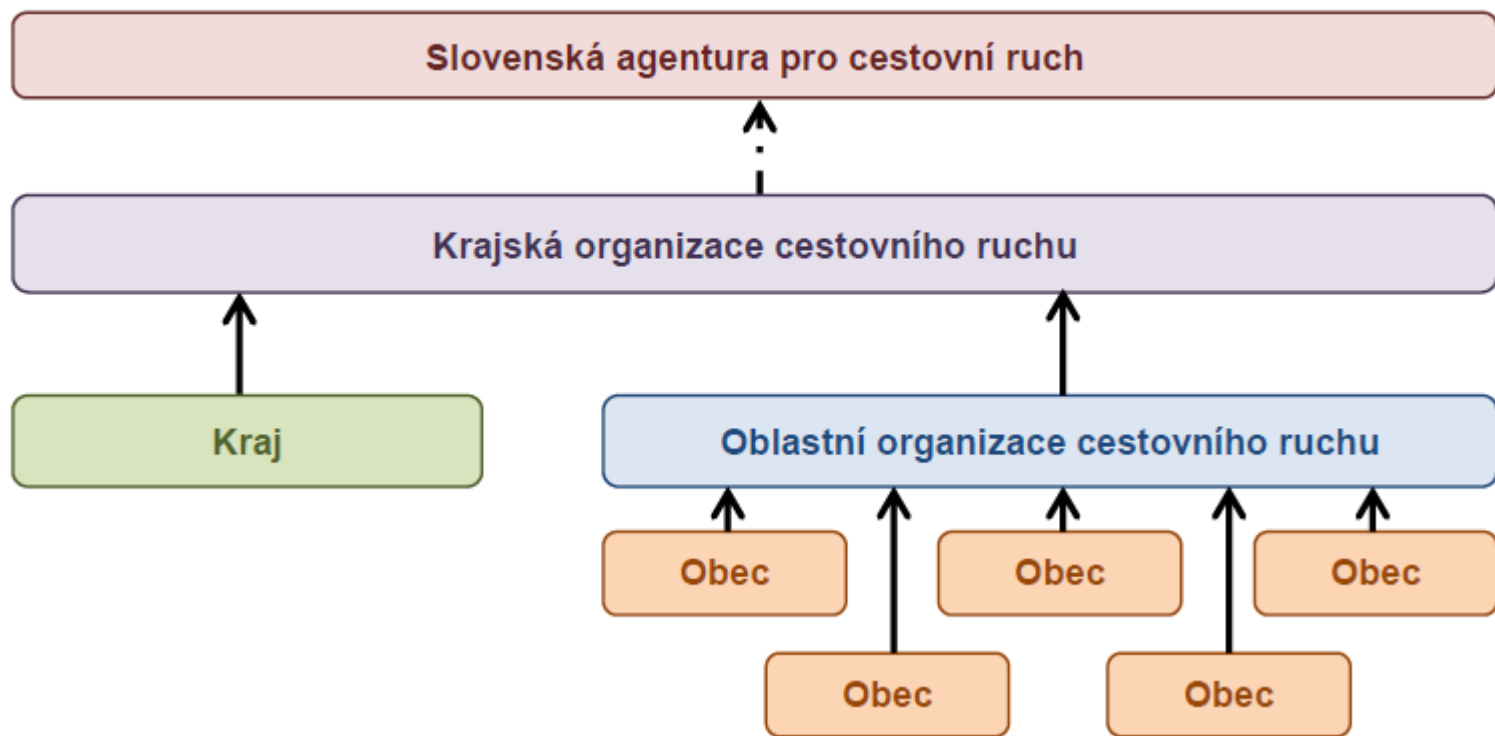 Slovenská agentura pro cestovní ruch
Krajská organizace cestovního ruchu
Kraj
Oblastní organizace cestovního ruchu
Obec
Obec
Obec
Obec
Obec